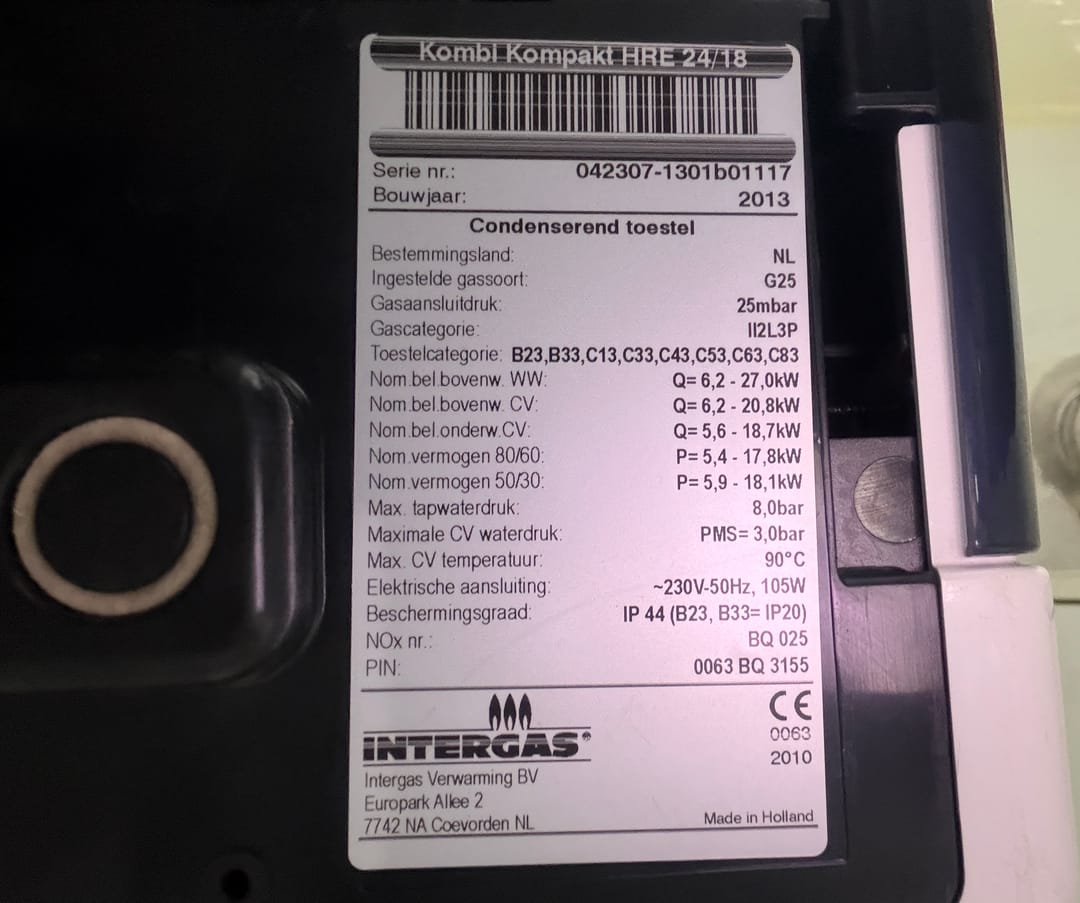 Kombi Kompakt HRE 24/18
Serie nr.: 042307-1301b01117
Bouwjaar: 2013
Condenserend toestel
Bestemmingsland: NL
Ingestelde gassoort: G25
Gasaansluitdruk: 25mbar
Gascategorie: II2L3P
Toestelcategorie: B23,B33,C13,C33,C43,C53,C63,C83
Nom.bel.bovenw. WW: Q= 6,2 - 27,0kW
Nom.bel.bovenw. CV: Q= 6,2 - 20,8kW
Nom.bel.onderw.CV: Q= 5,6 - 18,7kW
Nom.vermogen 80/60: P= 5,4 - 17,8kW
Nom.vermogen 50/30: P= 5,9 - 18,1kW
Max. tapwaterdruk: 8,0bar
Maximale CV waterdruk: PMS= 3,0bar
Max. CV temperatuur: 90°C
Elektrische aansluiting: ~230V-50Hz, 105W
Beschermingsgraad: IP 44 (B23, B33= IP20)
NOx nr.: BQ 025
PIN: 0063 BQ 3155
CE
0063
2010
INTERGAS®
Intergas Verwarming BV
Europark Allee 2
7742 NA Coevorden NL
Made in Holland